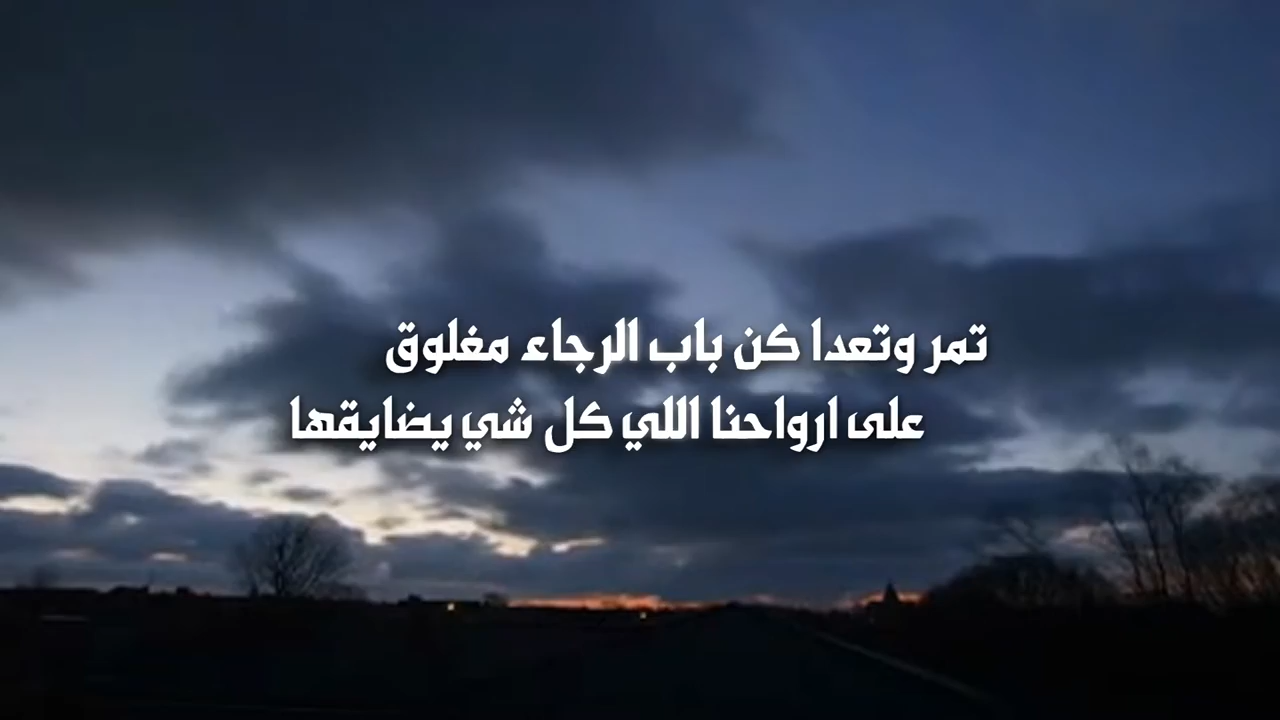 تمر وتعدا كن باب الرجاء مغلوق
على ارواحنا اللي كل شي يضايقها